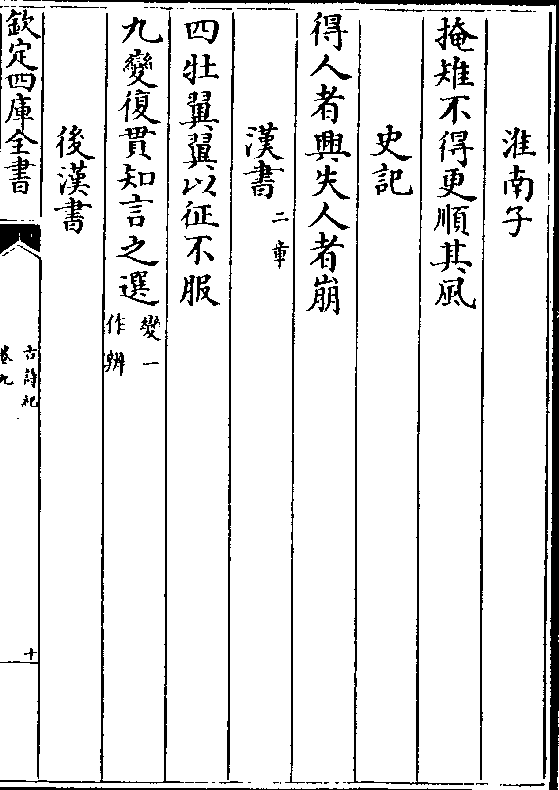 淮南子
掩雉不得更順其風
史記
得人者興失人者崩
漢書二章
四牡翼翼以征不服
九變復貫知言之選變一作辨
後漢書
欽定四庫全書
古詩紀
卷九
十